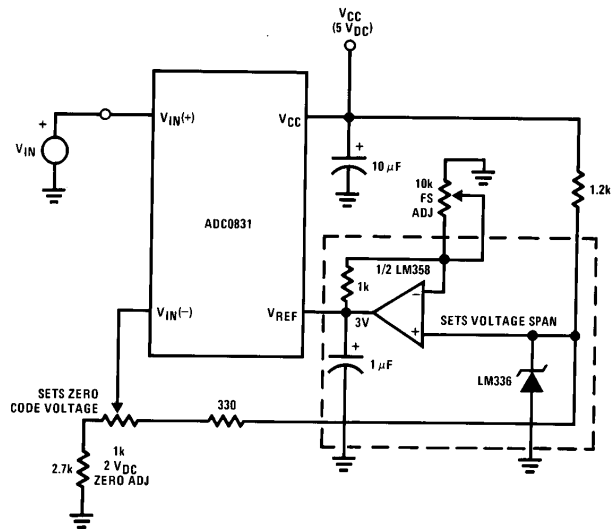 VCC
(5 VDC)
VIN(+)
VCC
+
VIN
+
10 µF
10k
FS
ADJ
1.2k
ADC0831
1/2 LM358
1k
−
VIN(−)
VREF
3V
+
SETS VOLTAGE SPAN
+
1 µF
LM336
SETS ZERO
CODE VOLTAGE
330
1k
2 VDC
ZERO ADJ
2.7k